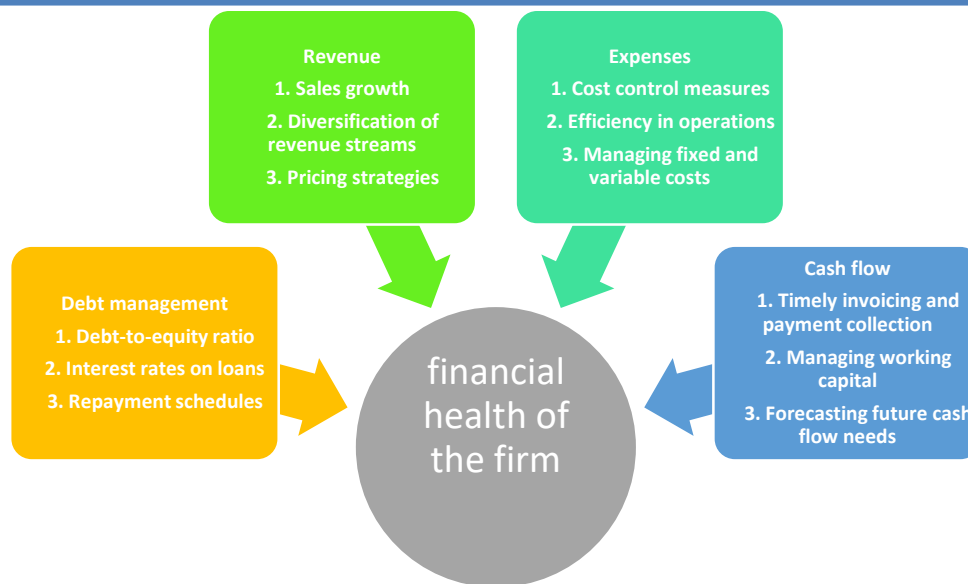 Revenue
1. Sales growth
2. Diversification of
revenue streams
3. Pricing strategies
Expenses
1. Cost control measures
2. Efficiency in operations
3. Managing fixed and
variable costs
Debt management
1. Debt-to-equity ratio
2. Interest rates on loans
3. Repayment schedules
Cash flow
1. Timely invoicing and
payment collection
2. Managing working
capital
3. Forecasting future cash
flow needs
financial
health of
the firm